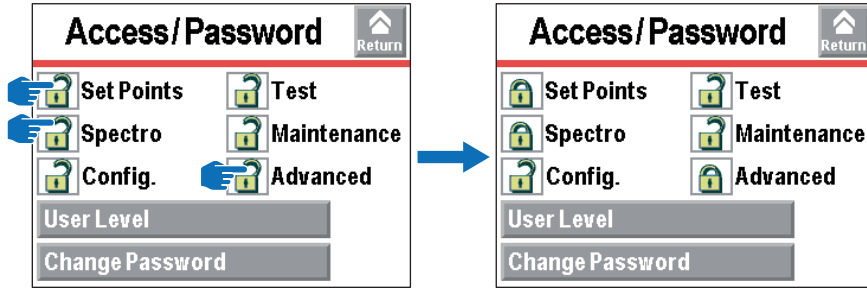 Access/Password
Return
Set Points
Test
Spectro
Maintenance
Config.
Advanced
User Level
Change Password
Access/Password
Return
Set Points
Test
Spectro
Maintenance
Config.
Advanced
User Level
Change Password